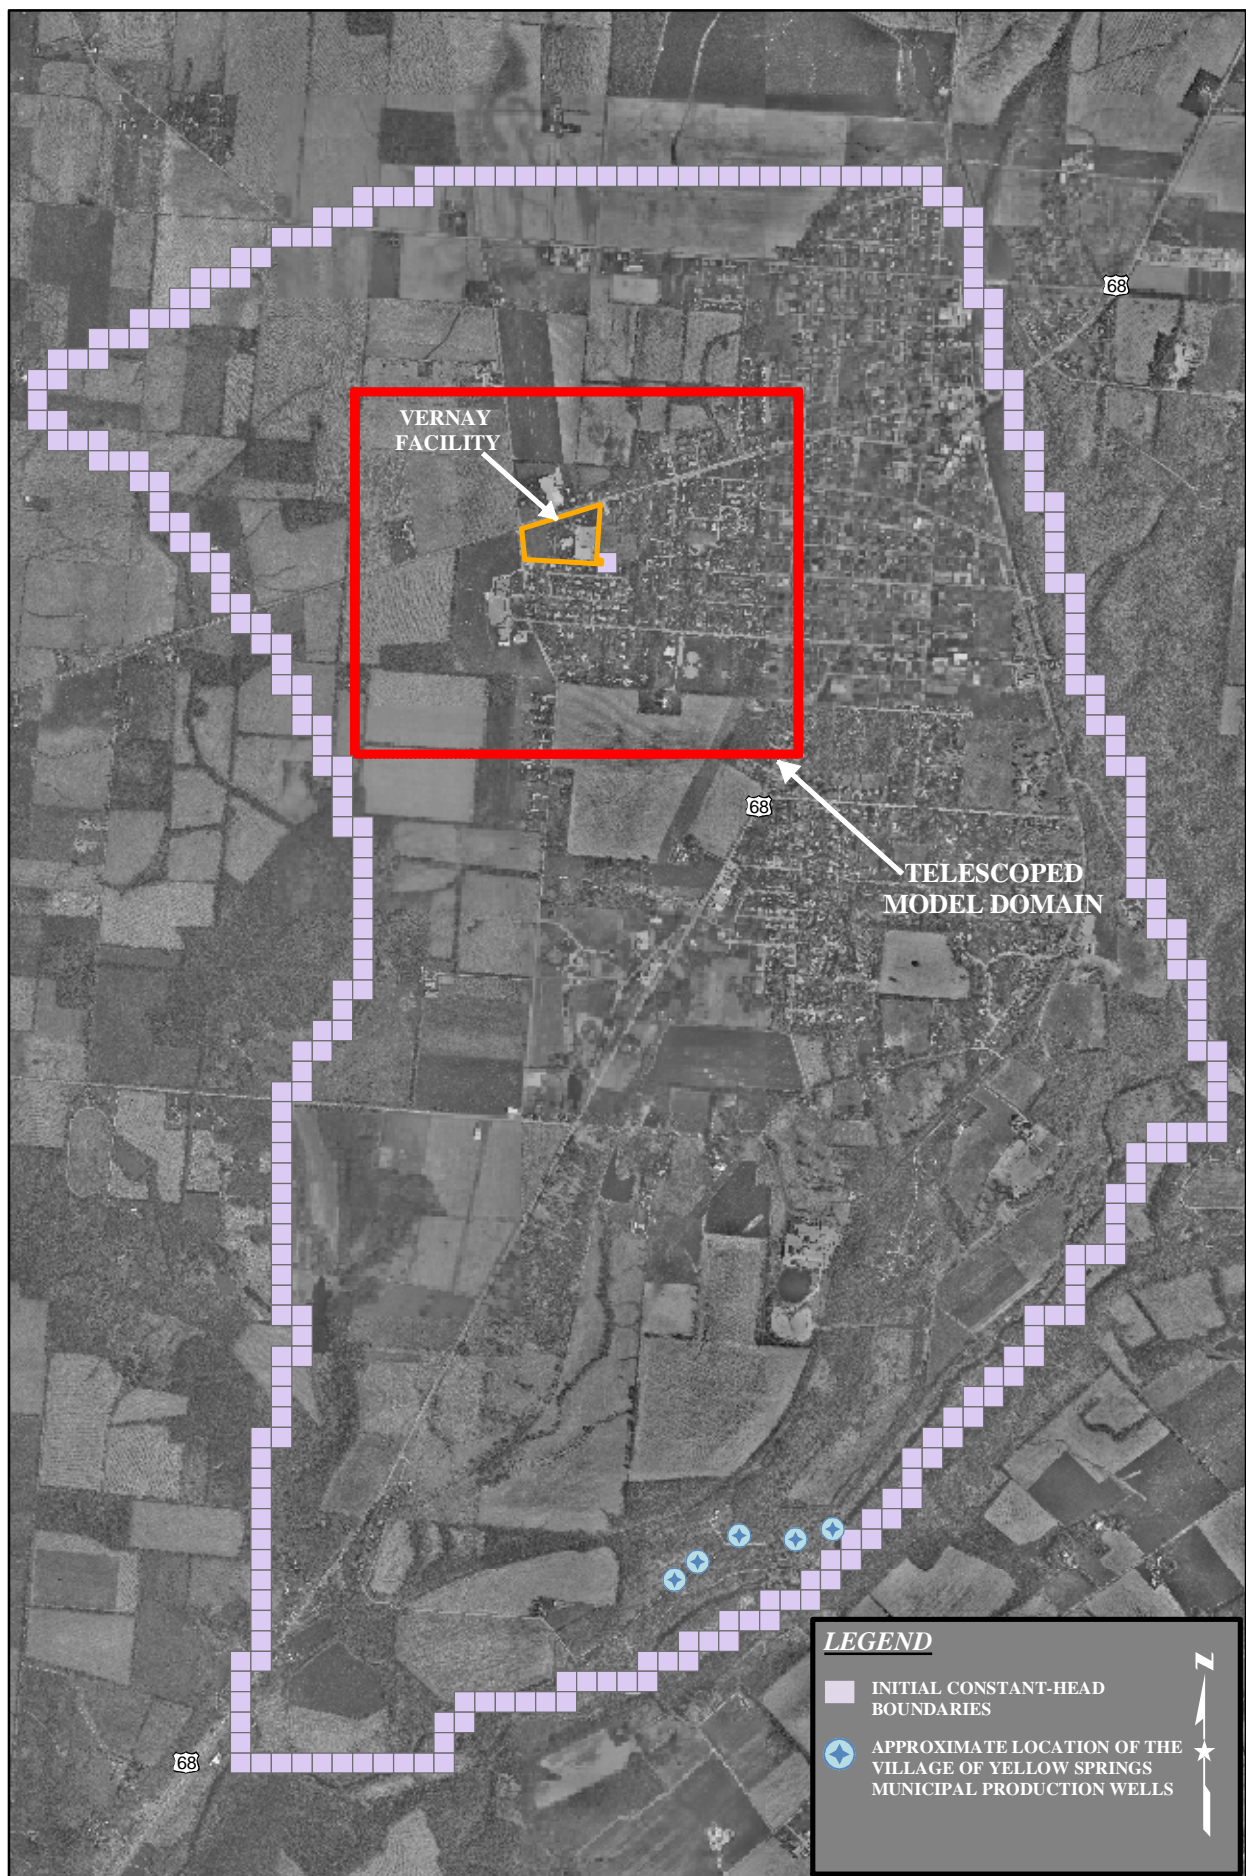 68
VERNAY
FACILITY
68
TELESCOPED
MODEL DOMAIN
68
LEGEND
INITIAL CONSTANT-HEAD
BOUNDARIES
APPROXIMATE LOCATION OF THE
VILLAGE OF YELLOW SPRINGS
MUNICIPAL PRODUCTION WELLS
N